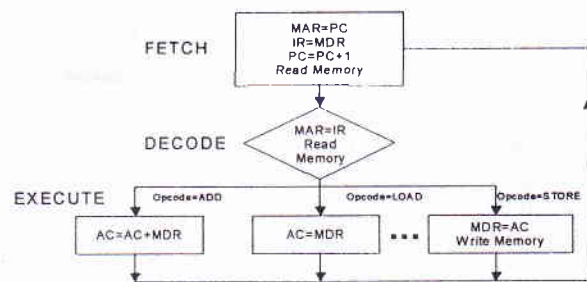 FETCH
MAR=PC
IR=MDR
PC=PC+1
Read Memory
DECODE
MAR=IR
Read
Memory
EXECUTE
Opcode=ADD
Opcode=LOAD
Opcode=STORE
AC=AC+MDR
AC=MDR
...
MDR=AC
Write Memory